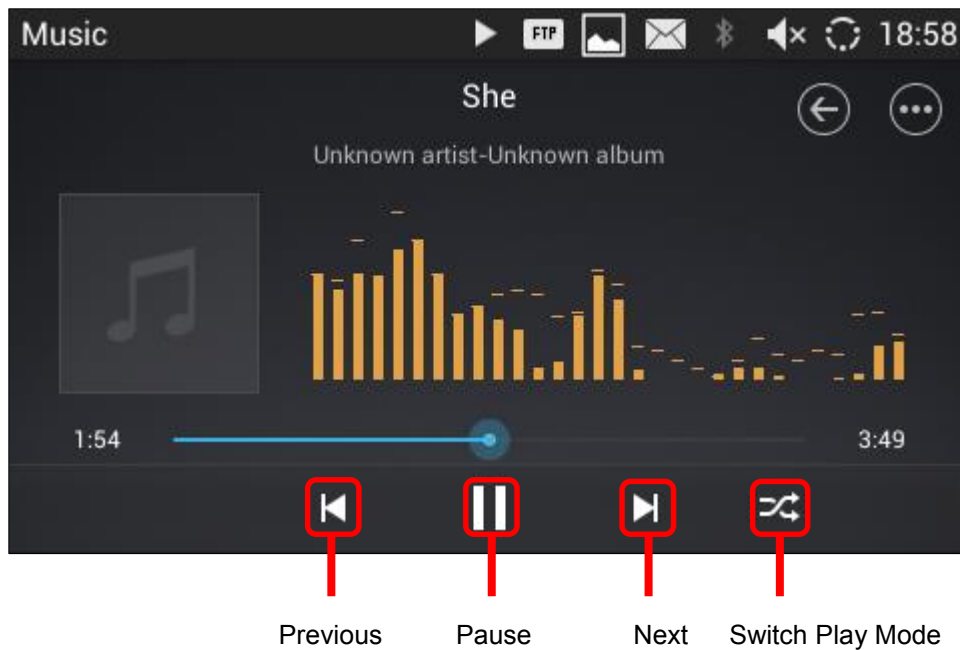 Music FTP 18:58
She
Unknown artist-Unknown album
1:54 3:49
Previous Pause Next Switch Play Mode